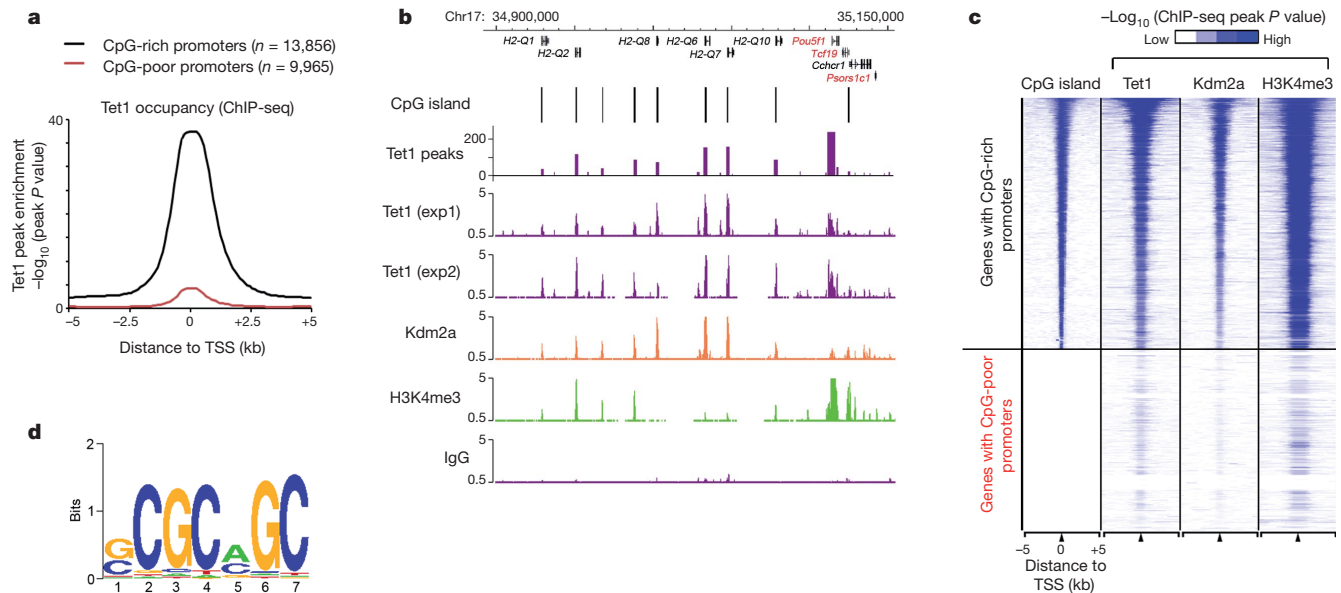 a
CpG-rich promoters (n = 13,856)
CpG-poor promoters (n = 9,965)
Tet1 occupancy (ChIP-seq)
Tet1 peak enrichment
–log10 (peak P value)
40
0
–5
–2.5
0
+2.5
+5
Distance to TSS (kb)
b
Chr17:
34,900,000
35,150,000
H2-Q1
H2-Q2
H2-Q8
H2-Q6
H2-Q7
H2-Q10
Pou5f1
Tcf19
Cchcr1
Psors1c1
CpG island
Tet1 peaks
200
0
Tet1 (exp1)
5
0.5
Tet1 (exp2)
5
0.5
Kdm2a
5
0.5
H3K4me3
5
0.5
IgG
5
0.5
c
–Log10 (ChIP-seq peak P value)
Low
High
CpG island
Tet1
Kdm2a
H3K4me3
Genes with CpG-rich
promoters
Genes with CpG-poor
promoters
–5
0
+5
Distance to
TSS (kb)
d
Bits
2
1
0
G
C
C
G
C
A
C
G
C
1
2
3
4
5
6
7